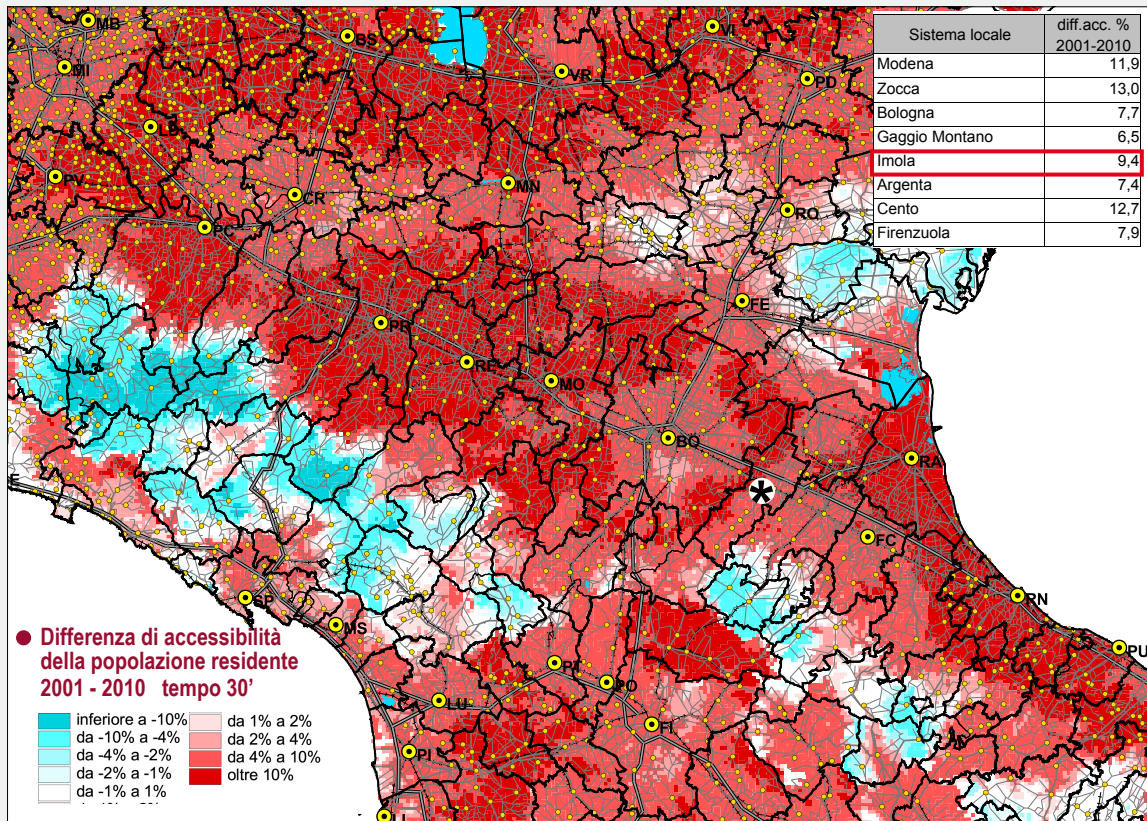 MB
BS
VI
MI
VR
PD
LO
PV
CR
MN
RO
PC
FE
PR
RE
MO
BO
RA
FC
SP
MS
RN
PU
PT
PO
LU
FI
PI
LI
Sistema locale diff.acc. % 2001-2010
Modena 11,9
Zocca 13,0
Bologna 7,7
Gaggio Montano 6,5
Imola 9,4
Argenta 7,4
Cento 12,7
Firenzuola 7,9
*
● Differenza di accessibilità
della popolazione residente
2001 - 2010 tempo 30’
inferiore a -10%
da -10% a -4%
da -4% a -2%
da -2% a -1%
da -1% a 1%
da 1% a 2%
da 2% a 4%
da 4% a 10%
oltre 10%